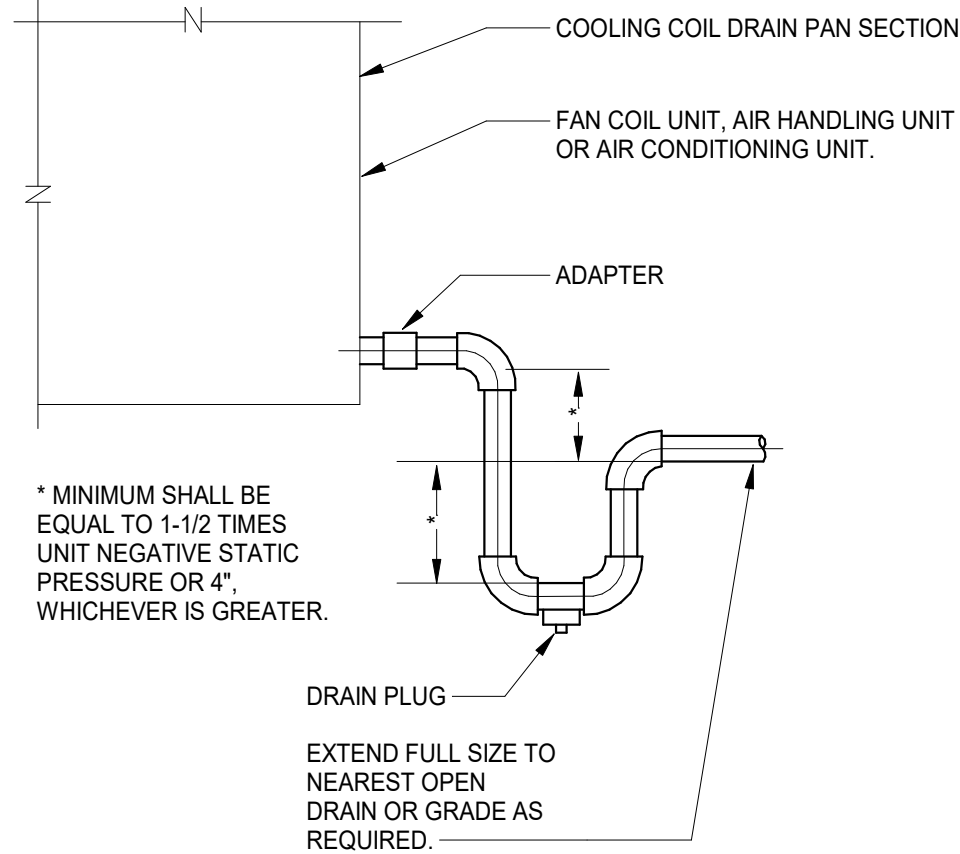 COOLING COIL DRAIN PAN SECTION
FAN COIL UNIT, AIR HANDLING UNIT
OR AIR CONDITIONING UNIT.
ADAPTER
*
*
* MINIMUM SHALL BE
EQUAL TO 1-1/2 TIMES
UNIT NEGATIVE STATIC
PRESSURE OR 4",
WHICHEVER IS GREATER.
DRAIN PLUG
EXTEND FULL SIZE TO
NEAREST OPEN
DRAIN OR GRADE AS
REQUIRED.